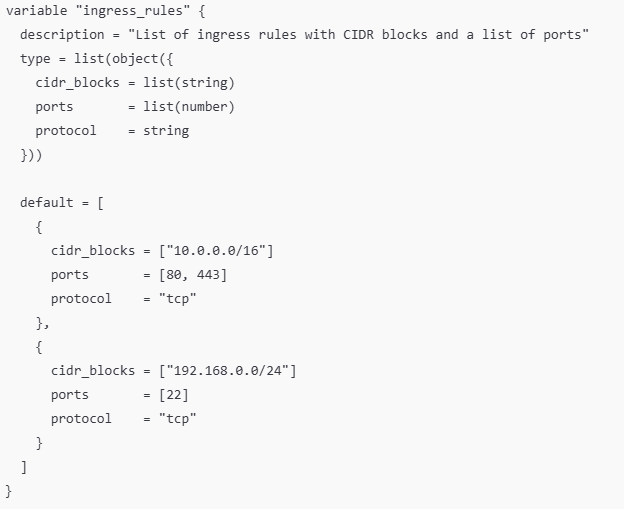 variable "ingress_rules" {
  description = "List of ingress rules with CIDR blocks and a list of ports"
  type = list(object({
    cidr_blocks = list(string)
    ports       = list(number)
    protocol    = string
  }))

  default = [
    {
      cidr_blocks = ["10.0.0.0/16"]
      ports       = [80, 443]
      protocol    = "tcp"
    },
    {
      cidr_blocks = ["192.168.0.0/24"]
      ports       = [22]
      protocol    = "tcp"
    }
  ]
}